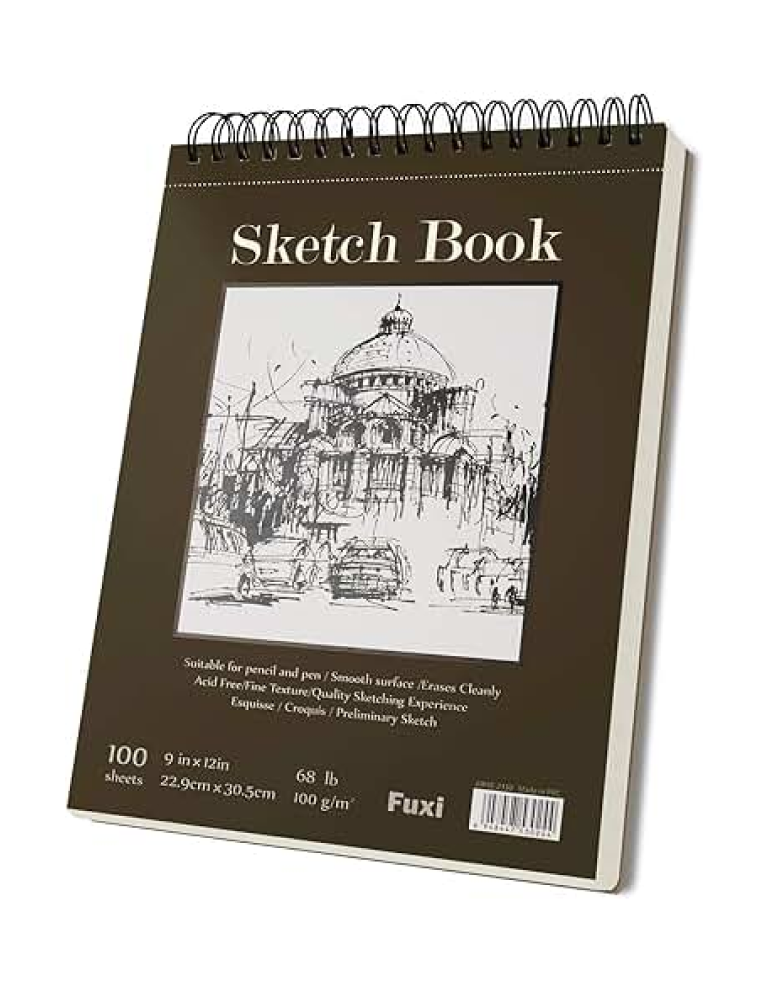 Sketch Book
Suitable for pencil and pen / Smooth surface /Erases Cleanly
Acid Free/Fine Texture/Quality Sketching Experience
Esquisse / Croquis / Preliminary Sketch
100
sheets
9 in x 12in
22.9cm x 30.5cm
68 lb
100 g/m²
Fuxi